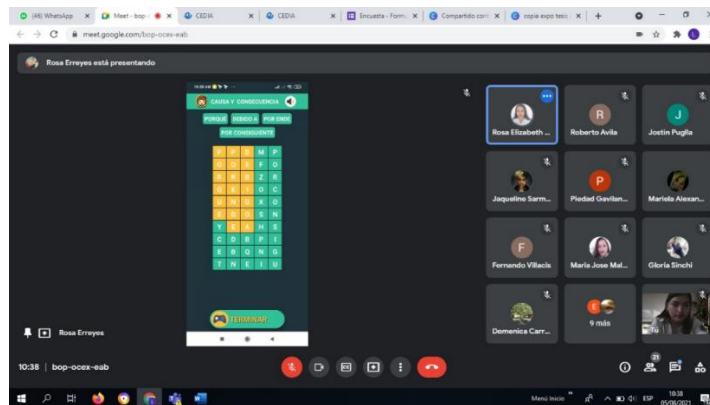 (46) WhatsApp
Meet - bop-
CEDIA
CEDIA
Encuesta - Form
Compartido con
copia expo tesis
meet.google.com/bop-ocex-eab
Rosa Erreyes está presentando
CAUSA Y CONSECUENCIA
PORQUE DEBIDO A POR ENDE
POR CONSIGUIENTE
M P
F O
Z R
O C
X O
S N
Y E A H S
C D B P I
E B Q N G
T N E I U
TERMINAR
Rosa Elizabeth ...
Roberto Avila
Jostin Puglla
Jaqueline Sarm...
Piedad Gavilan...
Mariela Alexan...
Fernando Villacis
Maria Jose Mal...
Gloria Sinchi
Domenica Carr...
9 más
Tú
Rosa Erreyes
10:38 | bop-ocex-eab
21
Menú Inicio
ESP
10:38
05/08/2021